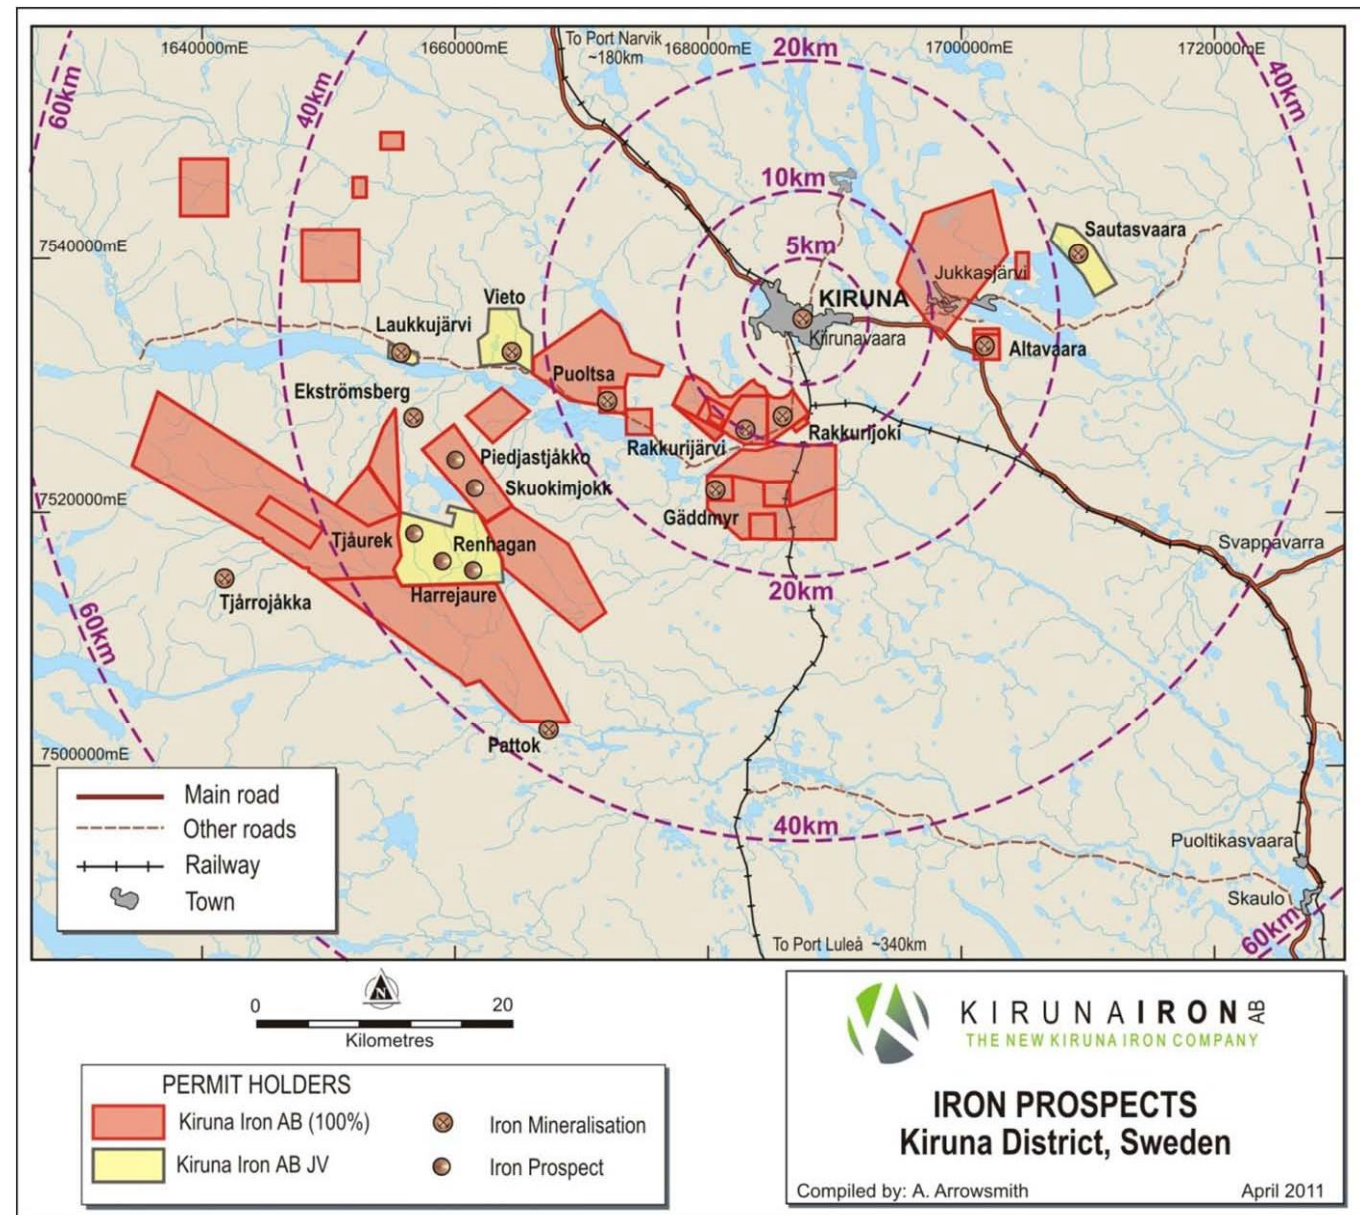 1640000mE
1660000mE
To Port Narvik
~180km
1680000mE
20km
1700000mE
1720000mE
60km
40km
40km
10km
7540000mE
5km
Sautasvaara
Jukkasjärvi
Vieto
KIRUNA
Kiirunavaara
Laukkujärvi
Altavaara
Puoltsa
Ekströmsberg
Rakkurijärvi
Rakkurijoki
Piedjastjåkko
Skuokimjokk
7520000mE
Gäddmyr
Tjåurek
Renhagan
Svappavarra
Harrejaure
20km
Tjårrojåkka
60km
Pattok
7500000mE
40km
Puoltikasvaara
Skaulo
60km
To Port Luleå ~340km
Main road
Other roads
Railway
Town
N
0 20
Kilometres
PERMIT HOLDERS
Kiruna Iron AB (100%)
Iron Mineralisation
Kiruna Iron AB JV
Iron Prospect
KIRUNAIRON AB
THE NEW KIRUNA IRON COMPANY
IRON PROSPECTS
Kiruna District, Sweden
Compiled by: A. Arrowsmith April 2011